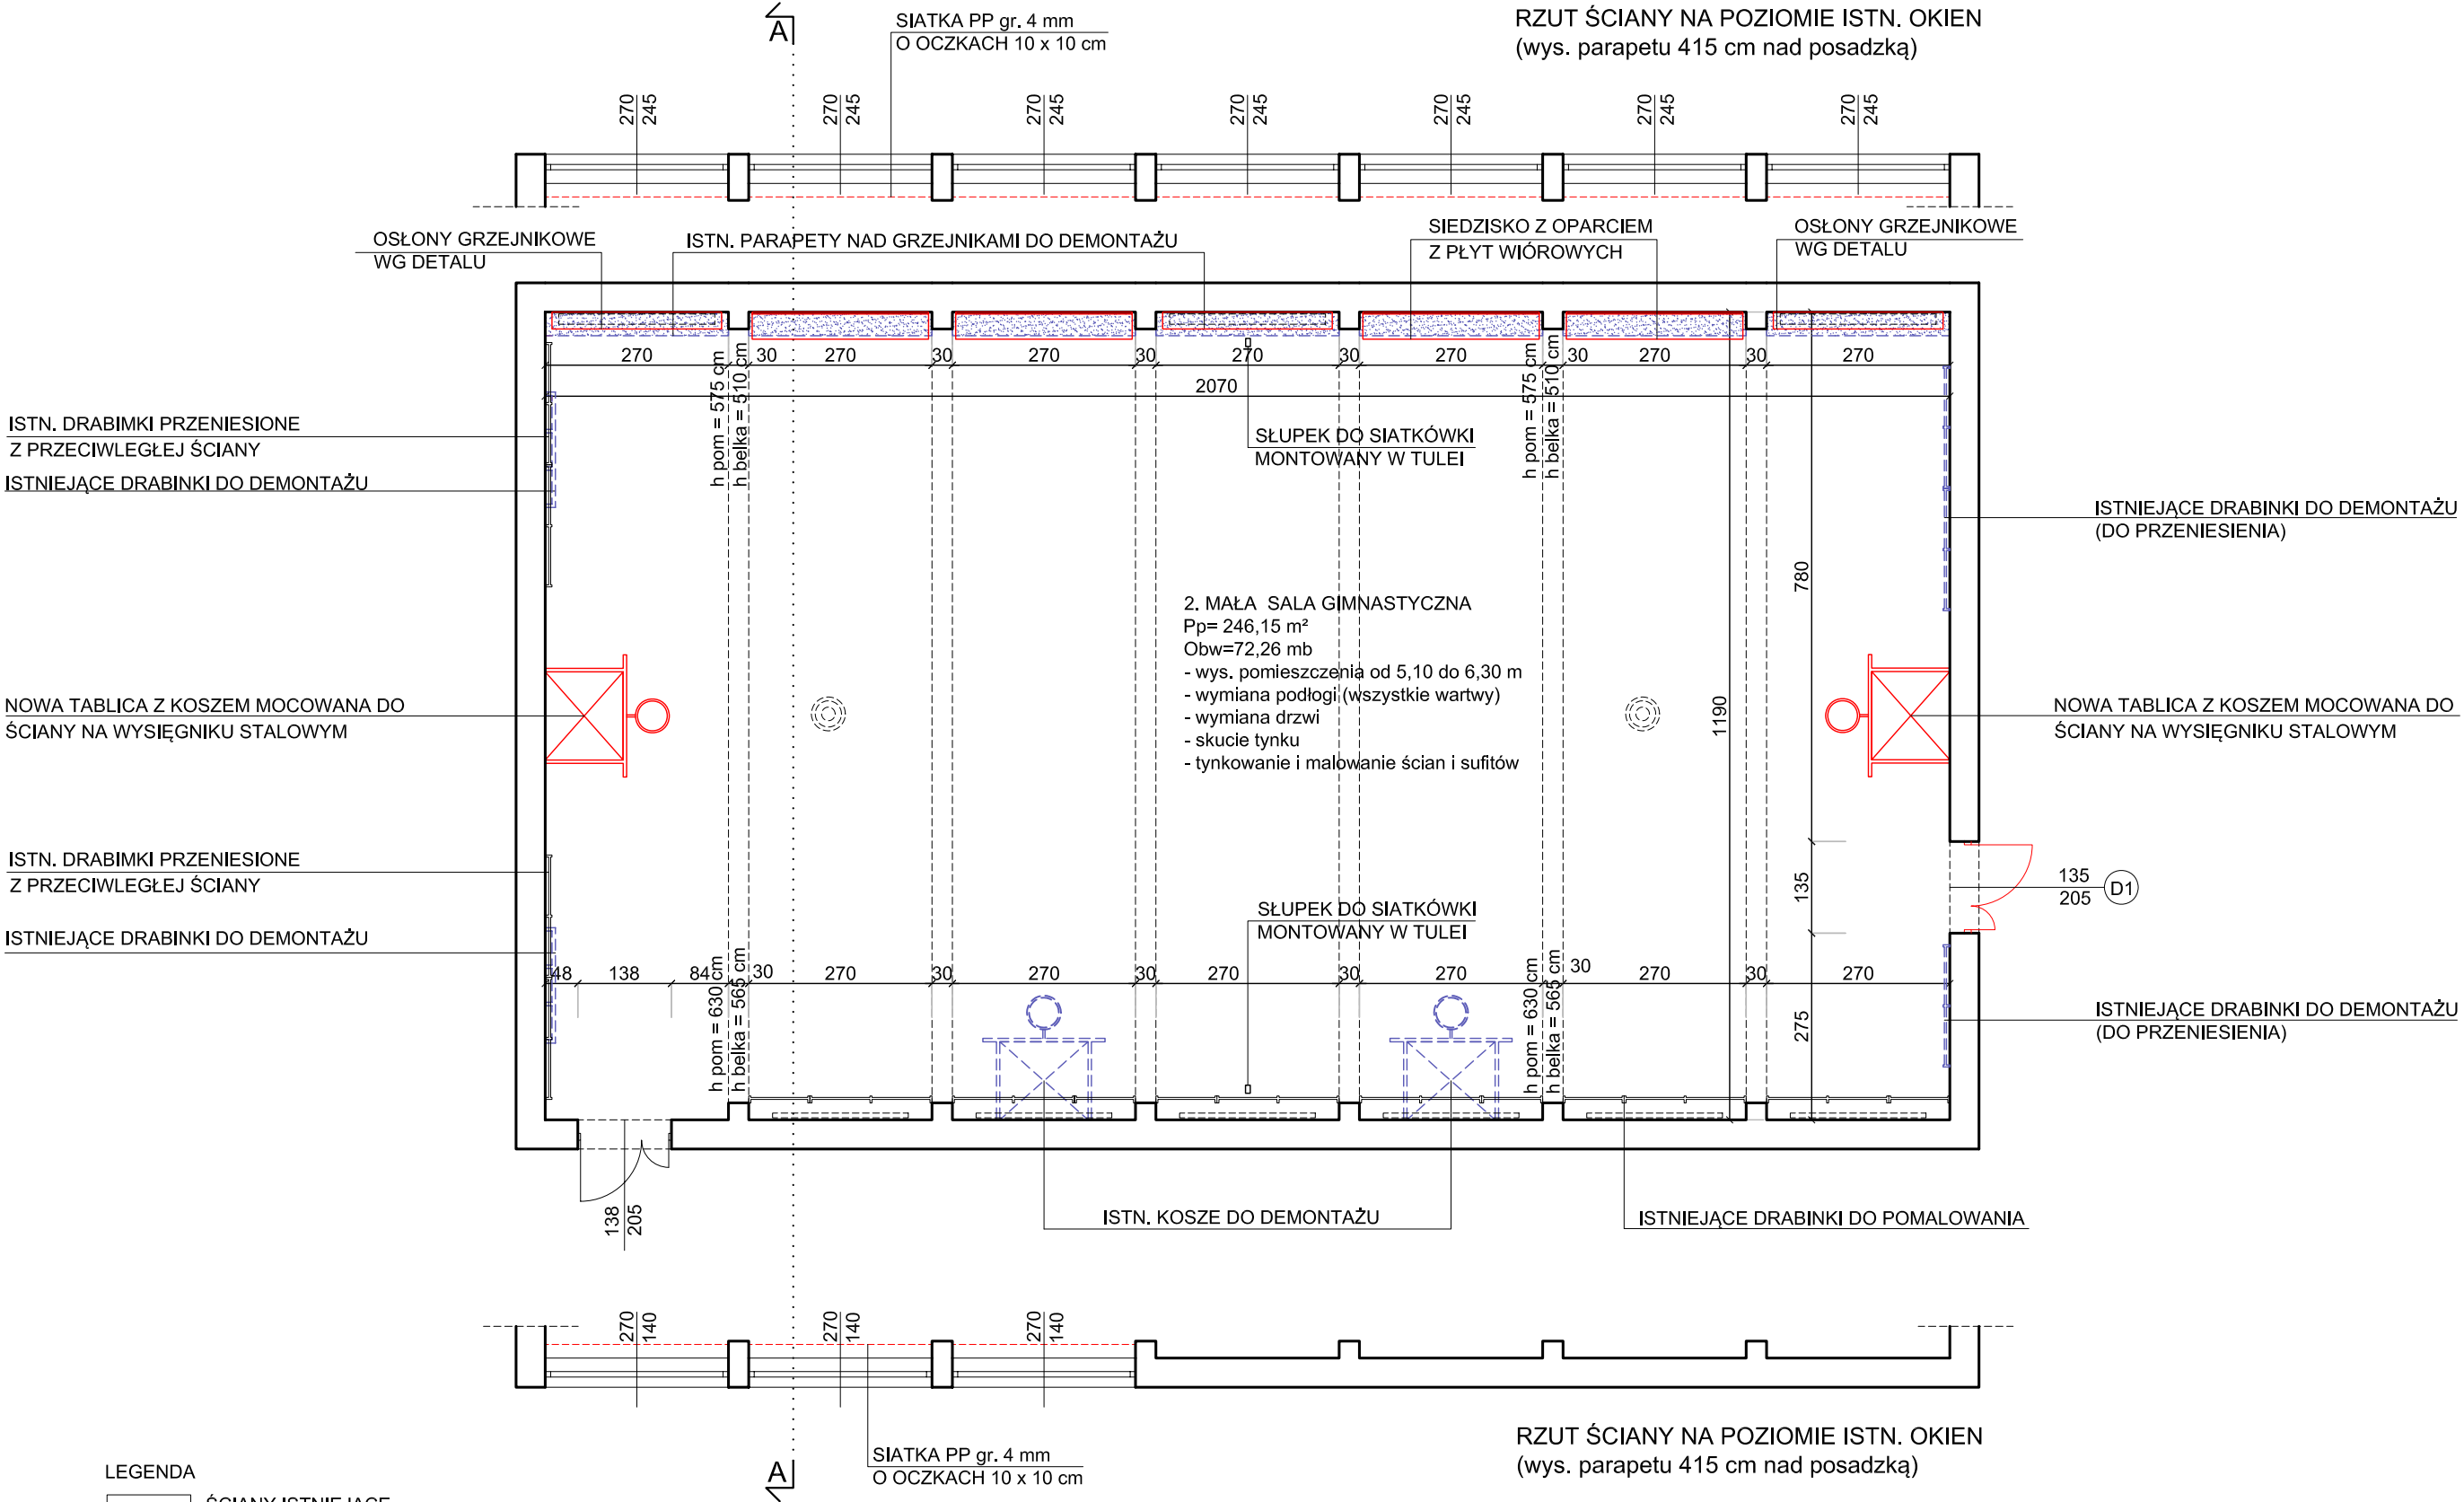 A
SIATKA PP gr. 4 mm
O OCZKACH 10 x 10 cm
RZUT ŚCIANY NA POZIOMIE ISTN. OKIEN
(wys. parapetu 415 cm nad posadzką)
270 245
270 245
270 245
270 245
270 245
270 245
270 245
OSŁONY GRZEJNIKOWE
WG DETALU
ISTN. PARAPETY NAD GRZEJNIKAMI DO DEMONTAŻU
SIEDZISKO Z OPARCIEM
Z PŁYT WIÓROWYCH
OSŁONY GRZEJNIKOWE
WG DETALU
270 30 270 30 270 30 270 30 270 30 270 30 270
2070
h pom = 575 cm
h belka = 510 cm
h pom = 575 cm
h belka = 510 cm
ISTN. DRABIMKI PRZENIESIONE
Z PRZECIWLEGŁEJ ŚCIANY
ISTNIEJĄCE DRABINKI DO DEMONTAŻU
SŁUPEK DO SIATKÓWKI
MONTOWANY W TULEI
ISTNIEJĄCE DRABINKI DO DEMONTAŻU
(DO PRZENIESIENIA)
780
2. MAŁA SALA GIMNASTYCZNA
Pp= 246,15 m²
Obw=72,26 mb
- wys. pomieszczenia od 5,10 do 6,30 m
- wymiana podłogi (wszystkie wartwy)
- wymiana drzwi
- skucie tynku
- tynkowanie i malowanie ścian i sufitów
1190
NOWA TABLICA Z KOSZEM MOCOWANA DO
ŚCIANY NA WYSIĘGNIKU STALOWYM
NOWA TABLICA Z KOSZEM MOCOWANA DO
ŚCIANY NA WYSIĘGNIKU STALOWYM
ISTN. DRABIMKI PRZENIESIONE
Z PRZECIWLEGŁEJ ŚCIANY
ISTNIEJĄCE DRABINKI DO DEMONTAŻU
135
135
205
D1
SŁUPEK DO SIATKÓWKI
MONTOWANY W TULEI
48 138 84 30 270 30 270 30 270 30 270 30 270 30 270
h pom = 630 cm
h belka = 565 cm
h pom = 630 cm
h belka = 565 cm
275
ISTNIEJĄCE DRABINKI DO DEMONTAŻU
(DO PRZENIESIENIA)
138 205
ISTN. KOSZE DO DEMONTAŻU
ISTNIEJĄCE DRABINKI DO POMALOWANIA
270 140
270 140
270 140
RZUT ŚCIANY NA POZIOMIE ISTN. OKIEN
(wys. parapetu 415 cm nad posadzką)
SIATKA PP gr. 4 mm
O OCZKACH 10 x 10 cm
A
LEGENDA
ŚCIANY ISTNIEJĄCE